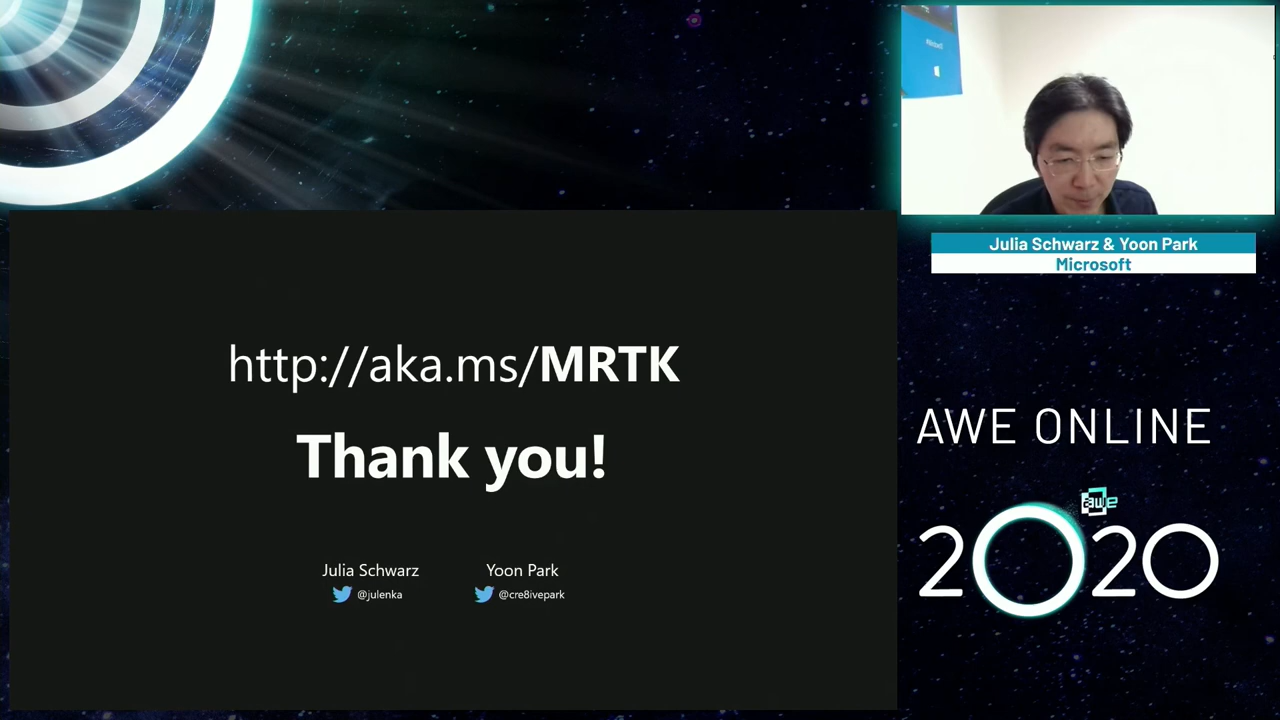 http://aka.ms/MRTK
Thank you!
Julia Schwarz
@julenka
Yoon Park
@cre8ivepark
Julia Schwarz & Yoon Park
Microsoft
AWE ONLINE
awe
2020